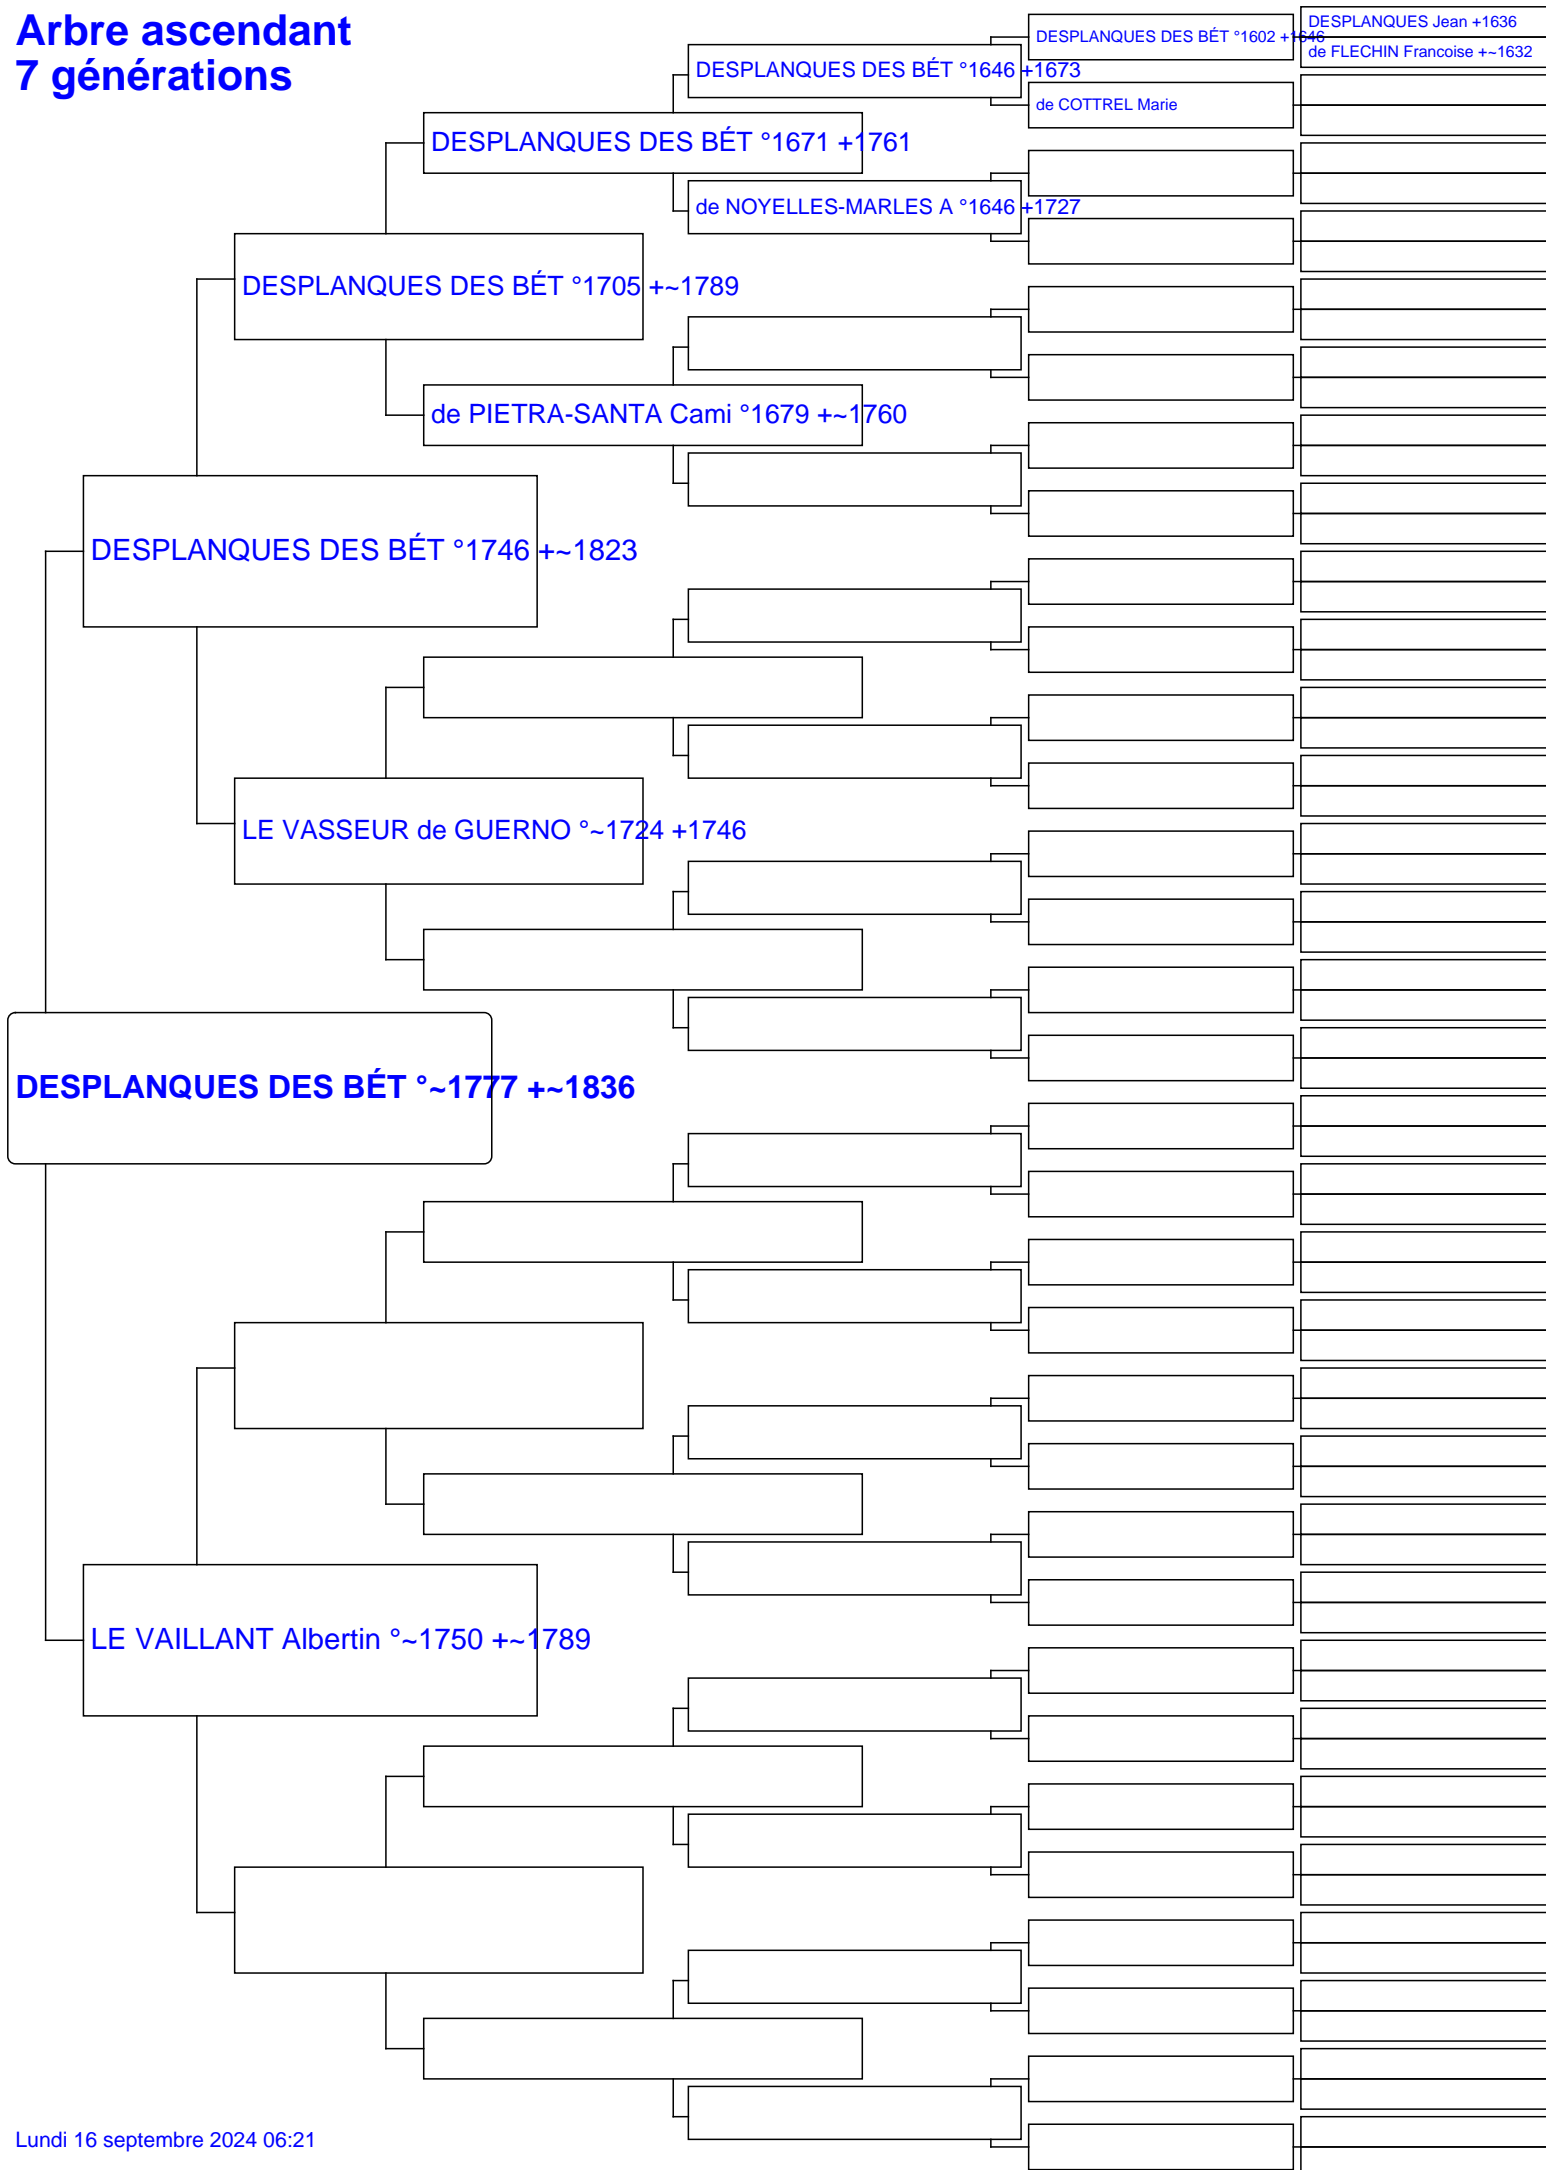 Arbre ascendant
7 générations
DESPLANQUES Jean +1636
DESPLANQUES DES BÉT °1602 +1646
de FLECHIN Francoise +~1632
DESPLANQUES DES BÉT °1646 +1673
de COTTREL Marie
DESPLANQUES DES BÉT °1671 +1761
de NOYELLES-MARLES A °1646 +1727
DESPLANQUES DES BÉT °1705 +~1789
de PIETRA-SANTA Cami °1679 +~1760
DESPLANQUES DES BÉT °1746 +~1823
LE VASSEUR de GUERNO °~1724 +1746
DESPLANQUES DES BÉT °~1777 +~1836
LE VAILLANT Albertin °~1750 +~1789
Lundi 16 septembre 2024 06:21